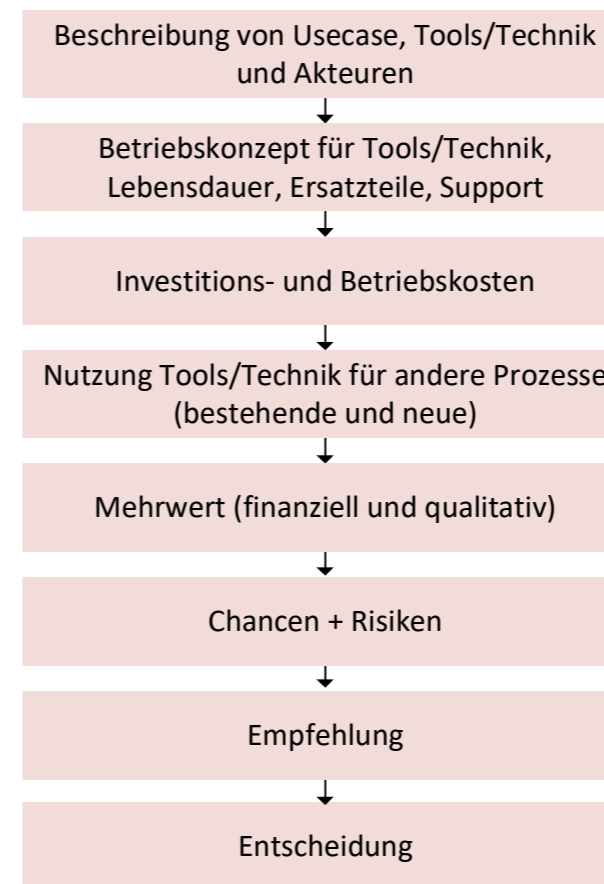 Beschreibung von Usecase, Tools/Technik
und Akteuren
Betriebskonzept für Tools/Technik,
Lebensdauer, Ersatzteile, Support
Investitions- und Betriebskosten
Nutzung Tools/Technik für andere Prozesse
(bestehende und neue)
Mehrwert (finanziell und qualitativ)
Chancen + Risiken
Empfehlung
Entscheidung